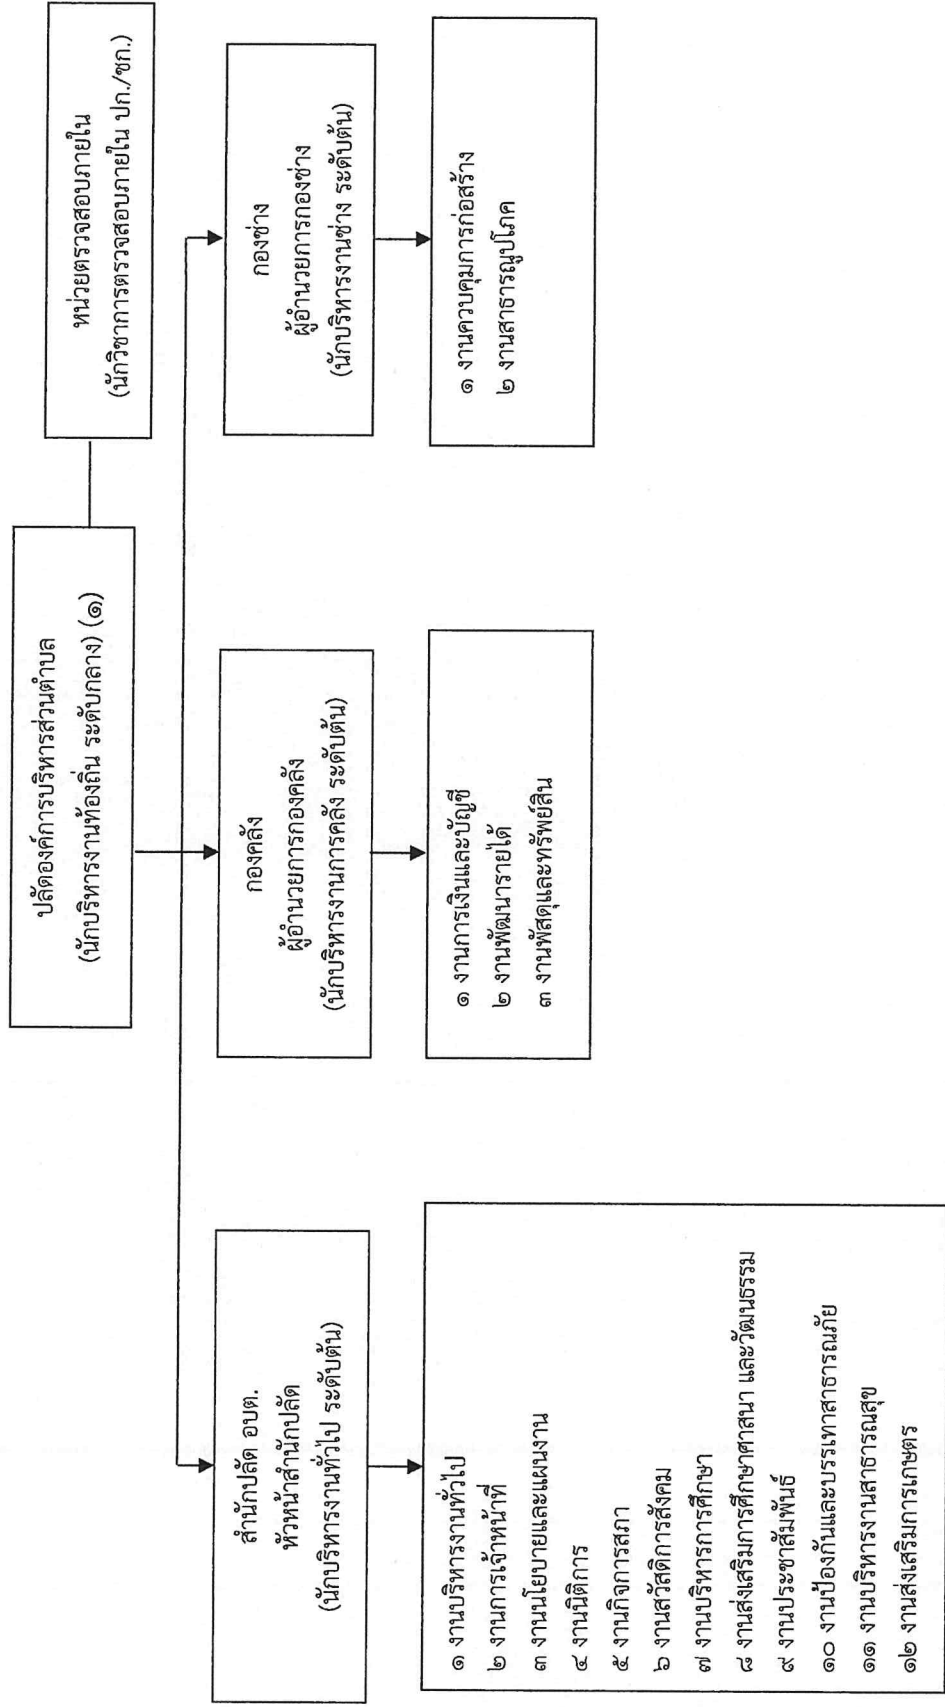 ปลัดองค์การบริหารส่วนตำบล
(นักบริหารงานท้องถิ่น ระดับกลาง) (๑)
หน่วยตรวจสอบภายใน
(นักวิชาการตรวจสอบภายใน ปก./ชก.)
สำนักปลัด อบต.
หัวหน้าสำนักปลัด
(นักบริหารงานทั่วไป ระดับต้น)
๑ งานบริหารงานทั่วไป
๒ งานการเจ้าหน้าที่
๓ งานนโยบายและแผนงาน
๔ งานนิติการ
๕ งานกิจการสภา
๖ งานสวัสดิการสังคม
๗ งานบริหารการศึกษา
๘ งานส่งเสริมการศึกษาศาสนา และวัฒนธรรม
๙ งานประชาสัมพันธ์
๑๐ งานป้องกันและบรรเทาสาธารณภัย
๑๑ งานบริหารงานสาธารณสุข
๑๒ งานส่งเสริมการเกษตร
กองคลัง
ผู้อำนวยการกองคลัง
(นักบริหารงานการคลัง ระดับต้น)
๑ งานการเงินและบัญชี
๒ งานพัฒนารายได้
๓ งานพัสดุและทรัพย์สิน
กองช่าง
ผู้อำนวยการกองช่าง
(นักบริหารงานช่าง ระดับต้น)
๑ งานควบคุมการก่อสร้าง
๒ งานสาธารณูปโภค